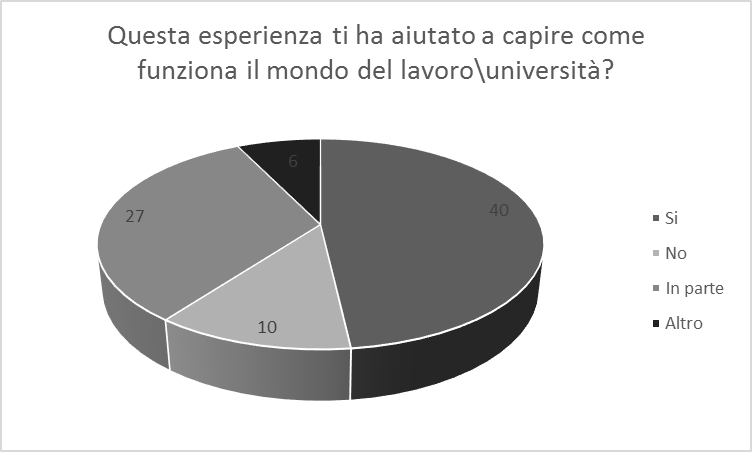 Questa esperienza ti ha aiutato a capire come
funziona il mondo del lavoro\università?
6
27
40
10
Si
No
In parte
Altro